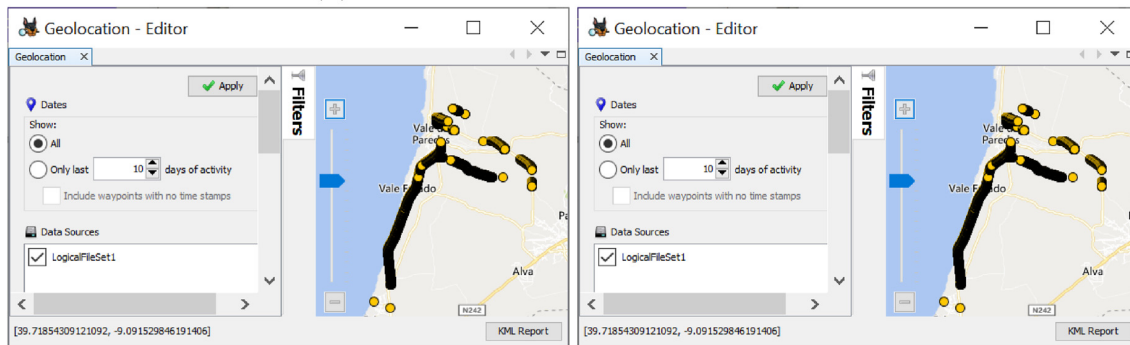 Geolocation - Editor
Geolocation X
Apply
Filters
Dates
Show:
All
Only last 10 days of activity
Include waypoints with no time stamps
Data Sources
LogicalFileSet1
Vale
Paredes
Vale Furado
Alva
N242
[39.71854309121092, -9.091529846191406]
KML Report
Geolocation - Editor
Geolocation X
Apply
Filters
Dates
Show:
All
Only last 10 days of activity
Include waypoints with no time stamps
Data Sources
LogicalFileSet1
Vale
Paredes
Vale Furado
Alva
N242
[39.71854309121092, -9.091529846191406]
KML Report